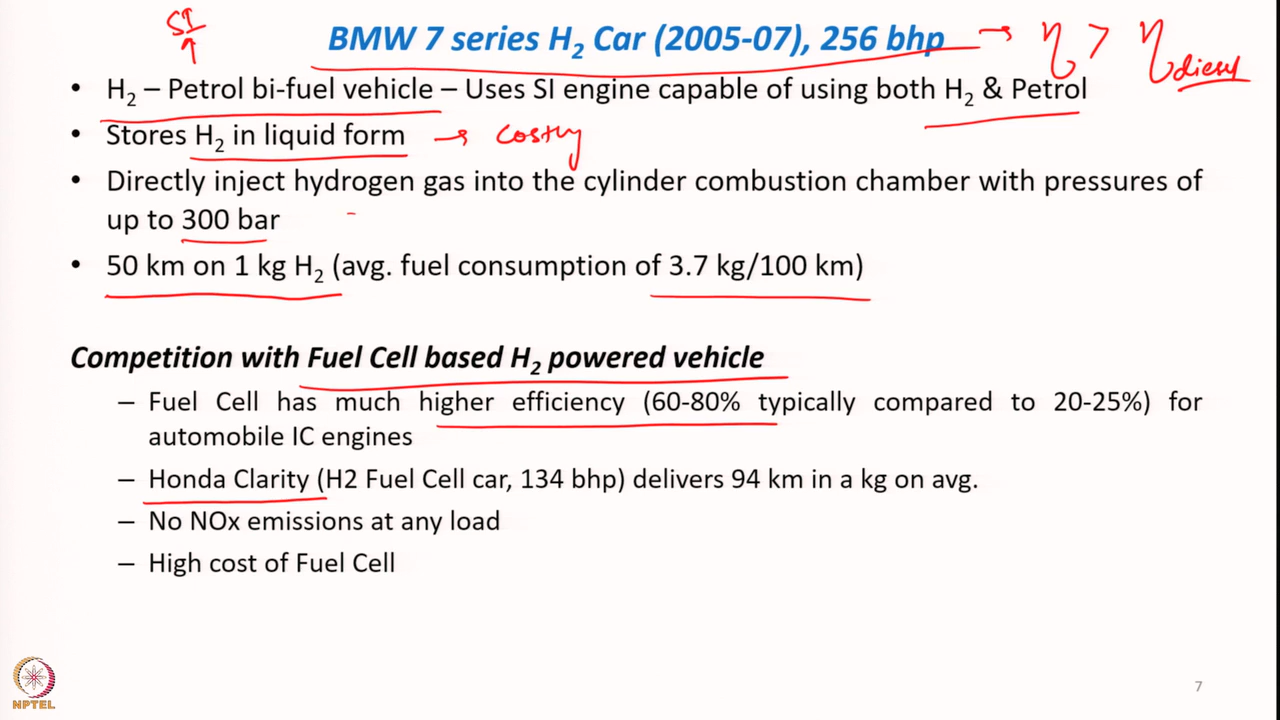 SI
BMW 7 series H₂ Car (2005-07), 256 bhp → η > η diesel
• H₂ – Petrol bi-fuel vehicle – Uses SI engine capable of using both H₂ & Petrol
• Stores H₂ in liquid form → costly
• Directly inject hydrogen gas into the cylinder combustion chamber with pressures of
up to 300 bar
• 50 km on 1 kg H₂ (avg. fuel consumption of 3.7 kg/100 km)
Competition with Fuel Cell based H₂ powered vehicle
– Fuel Cell has much higher efficiency (60-80% typically compared to 20-25%) for
automobile IC engines
– Honda Clarity (H2 Fuel Cell car, 134 bhp) delivers 94 km in a kg on avg.
– No NOx emissions at any load
– High cost of Fuel Cell
NPTEL
7